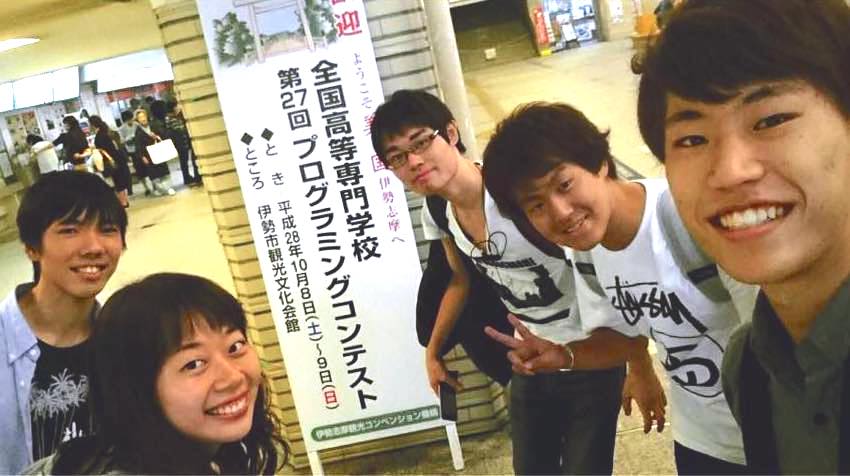 迎
ようこそ
伊勢志摩へ
全国高等専門学校
第27回 プログラミングコンテスト
◆とき 平成28年10月8日(土)~9日(日)
◆ところ 伊勢市観光文化会館
伊勢志摩観光コンベンション機構
STUSSY